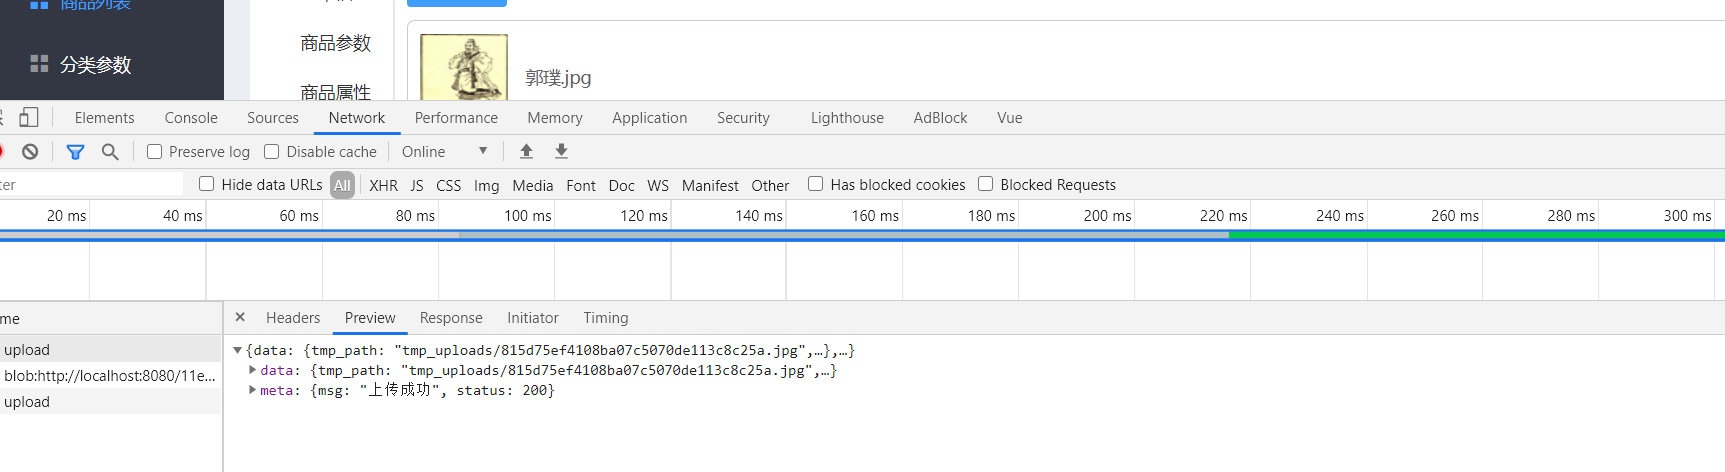 商品列表
分类参数
商品参数
商品属性
郭璞.jpg
Elements Console Sources Network Performance Memory Application Security Lighthouse AdBlock Vue
Preserve log Disable cache Online
Hide data URLs All XHR JS CSS Img Media Font Doc WS Manifest Other Has blocked cookies Blocked Requests
20 ms 40 ms 60 ms 80 ms 100 ms 120 ms 140 ms 160 ms 180 ms 200 ms 220 ms 240 ms 260 ms 280 ms 300 ms
me
× Headers Preview Response Initiator Timing
upload
blob:http://localhost:8080/11e...
upload
▼{data: {tmp_path: "tmp_uploads/815d75ef4108ba07c5070de113c8c25a.jpg",…},…}
▶data: {tmp_path: "tmp_uploads/815d75ef4108ba07c5070de113c8c25a.jpg",…}
▶meta: {msg: "上传成功", status: 200}